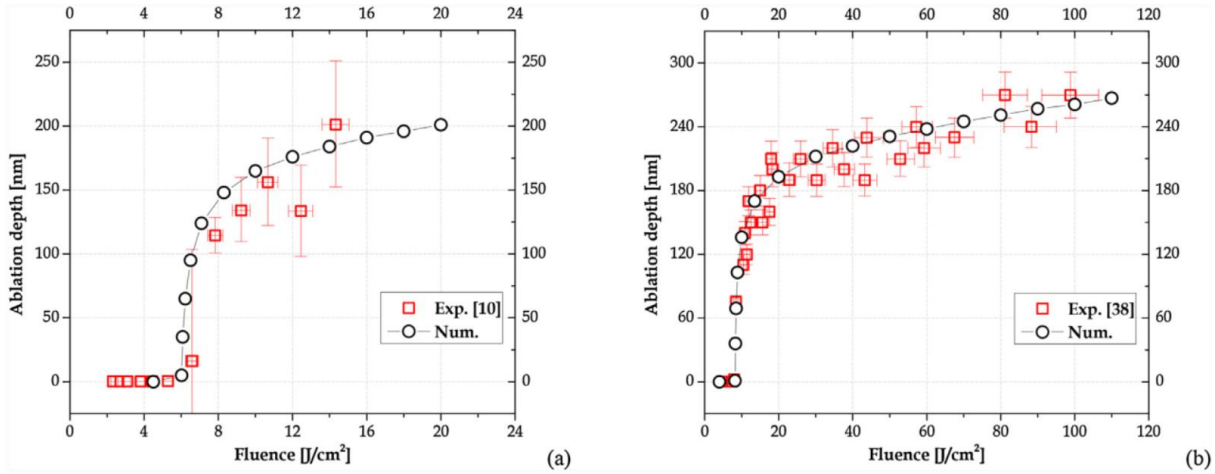 0 4 8 12 16 20 24
250 250
200 200
150 150
100 100
50 50
0 0
Ablation depth [nm]
Exp. [10]
Num.
0 4 8 12 16 20 24
Fluence [J/cm²]
(a)
0 20 40 60 80 100 120
300 300
240 240
180 180
120 120
60 60
0 0
Ablation depth [nm]
Exp. [38]
Num.
0 20 40 60 80 100 120
Fluence [J/cm²]
(b)